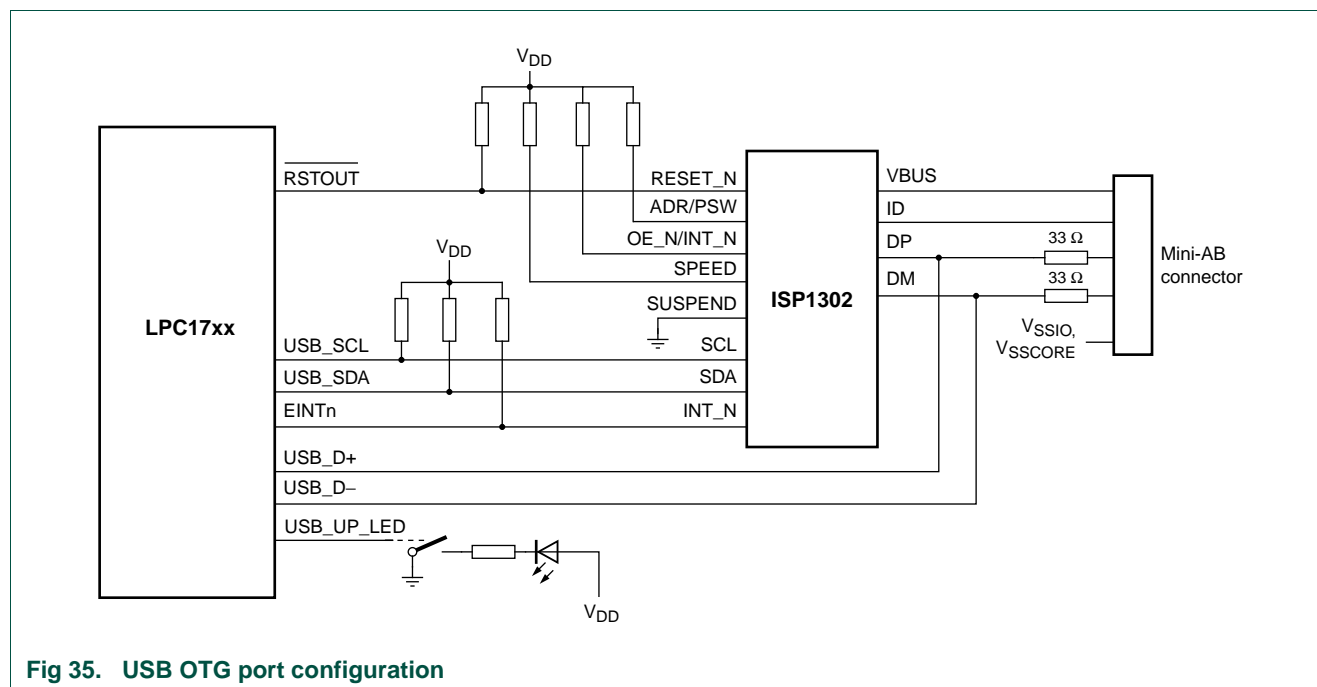 VDD
RSTOUT
RESET_N
VBUS
ADR/PSW
ID
OE_N/INT_N
DP
33 Ω
VDD
SPEED
DM
33 Ω
Mini-AB
connector
LPC17xx
SUSPEND
ISP1302
VSSIO,
VSSCORE
USB_SCL
SCL
USB_SDA
SDA
EINTn
INT_N
USB_D+
USB_D−
USB_UP_LED
VDD
Fig 35. USB OTG port configuration